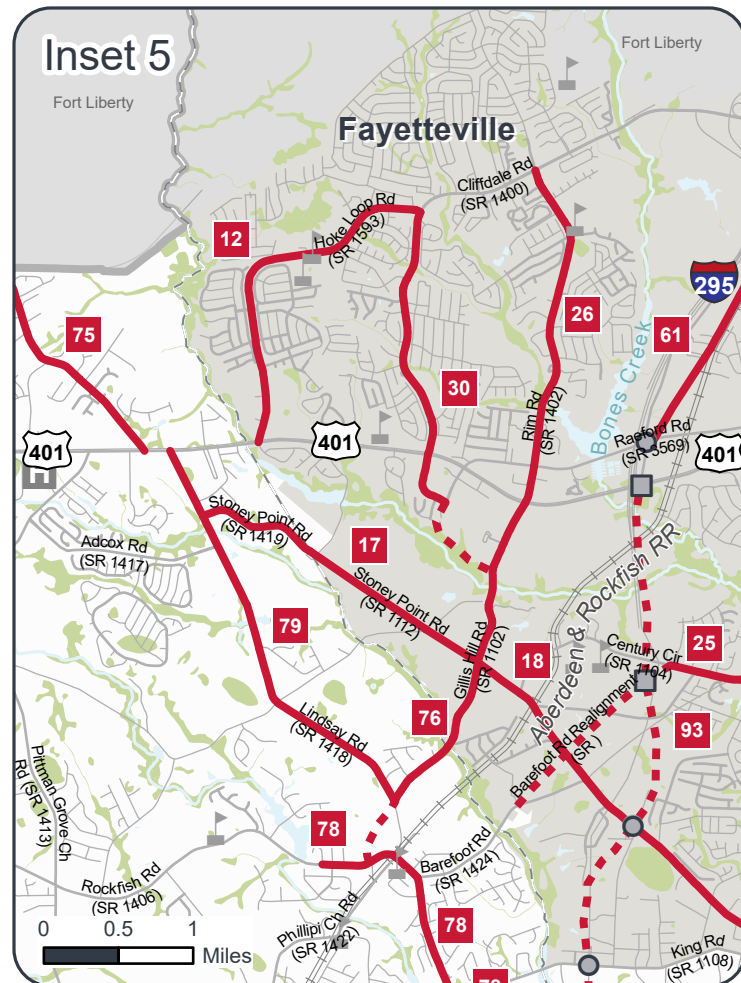 Inset 5
Fort Liberty
Fort Liberty
Fayetteville
Cliffdale Rd
(SR 1400)
Hoke Loop Rd
(SR 1593)
12
295
26
61
75
30
Bones Creek
Rim Rd
(SR 1402)
Raeford Rd
(SR 3569)
401
401
401
H
Stoney Point Rd
(SR 1419)
17
Adcox Rd
(SR 1417)
Stoney Point Rd
(SR 1112)
Aberdeen & Rockfish RR
79
Gillis Hill Rd
(SR 1102)
18
Century Cir
(SR 1104)
25
Lindsay Rd
(SR 1418)
76
Barefoot Rd Realignment
(SR )
93
Pittman Grove Ch
Rd (SR 1413)
78
Barefoot Rd
(SR 1424)
Rockfish Rd
(SR 1406)
Phillipi Ch Rd
(SR 1422)
78
King Rd
(SR 1108)
0 0.5 1 Miles